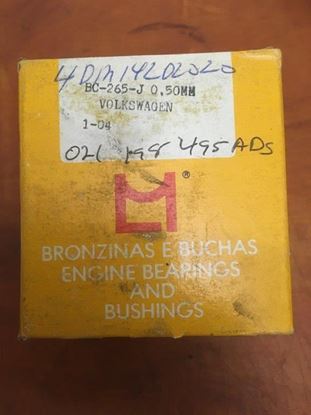 4DM142D2020
BC-265-J 0,50MM
VOLKSWAGEN
1-04
021 198 495 ADS
®
BRONZINAS E BUCHAS
ENGINE BEARINGS
AND
BUSHINGS